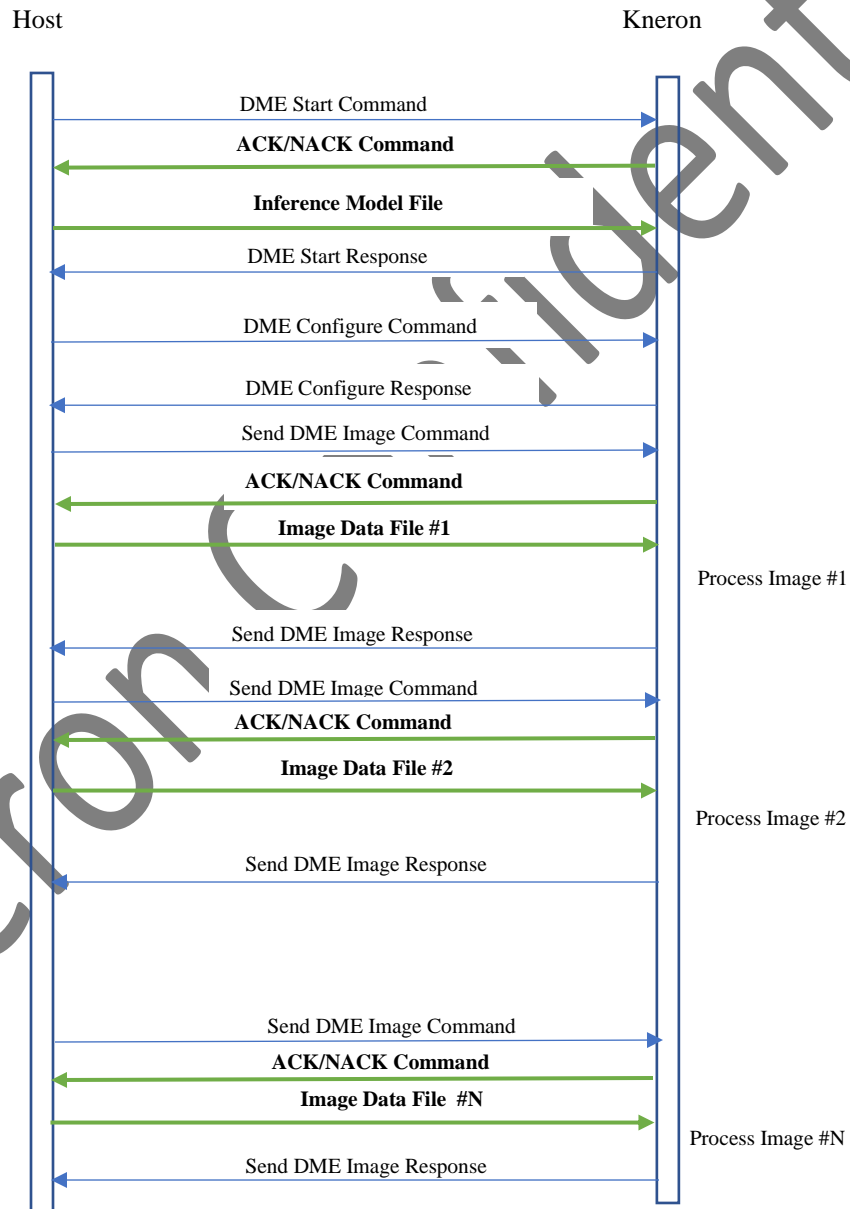 Host
Kneron
DME Start Command
ACK/NACK Command
Inference Model File
DME Start Response
DME Configure Command
DME Configure Response
Send DME Image Command
ACK/NACK Command
Image Data File #1
Process Image #1
Send DME Image Response
Send DME Image Command
ACK/NACK Command
Image Data File #2
Process Image #2
Send DME Image Response
Send DME Image Command
ACK/NACK Command
Image Data File #N
Process Image #N
Send DME Image Response